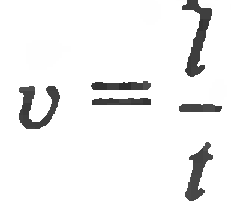 v = l/t